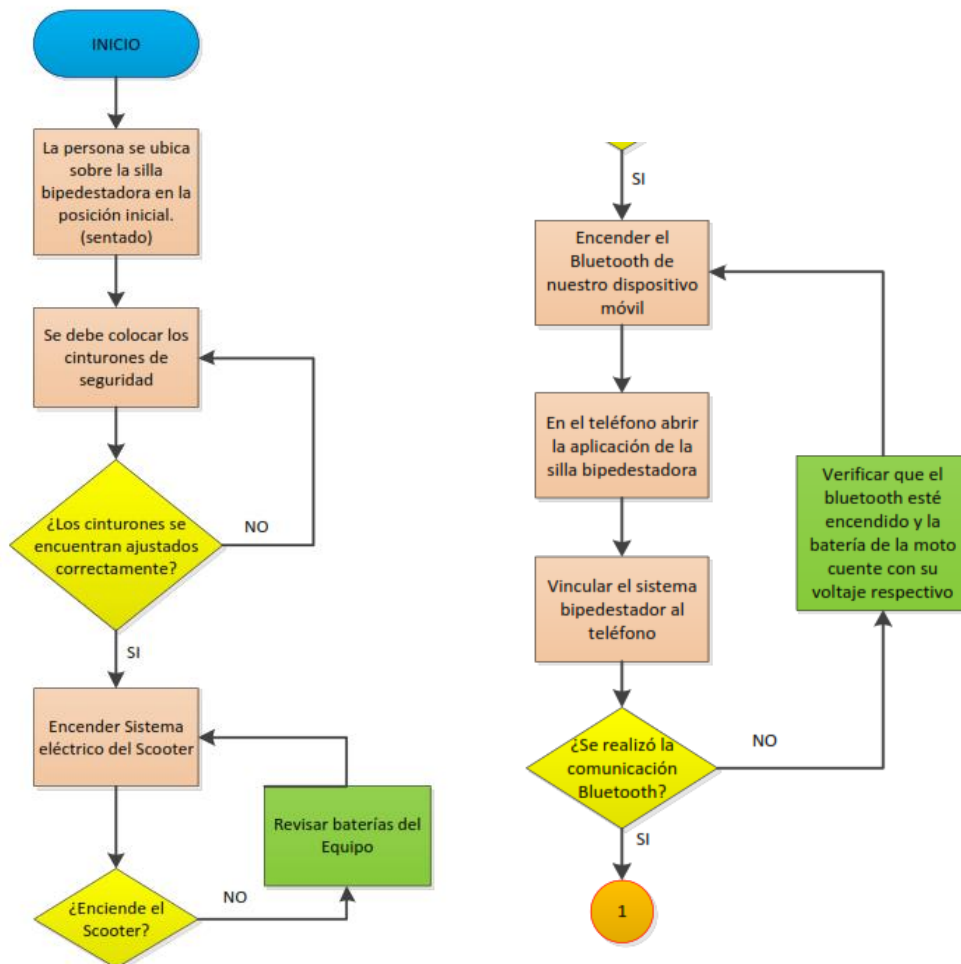 INICIO
La persona se ubica
sobre la silla
bipedestadora en la
posición inicial.
(sentado)
Se debe colocar los
cinturones de
seguridad
¿Los cinturones se
encuentran ajustados
correctamente?
NO
SI
Encender Sistema
eléctrico del Scooter
Revisar baterías del
Equipo
¿Enciende el
Scooter?
NO
SI
Encender el
Bluetooth de
nuestro dispositivo
móvil
En el teléfono abrir
la aplicación de la
silla bipedestadora
Verificar que el
bluetooth esté
encendido y la
batería de la moto
cuente con su
voltaje respectivo
Vincular el sistema
bipedestador al
teléfono
¿Se realizó la
comunicación
Bluetooth?
NO
SI
1